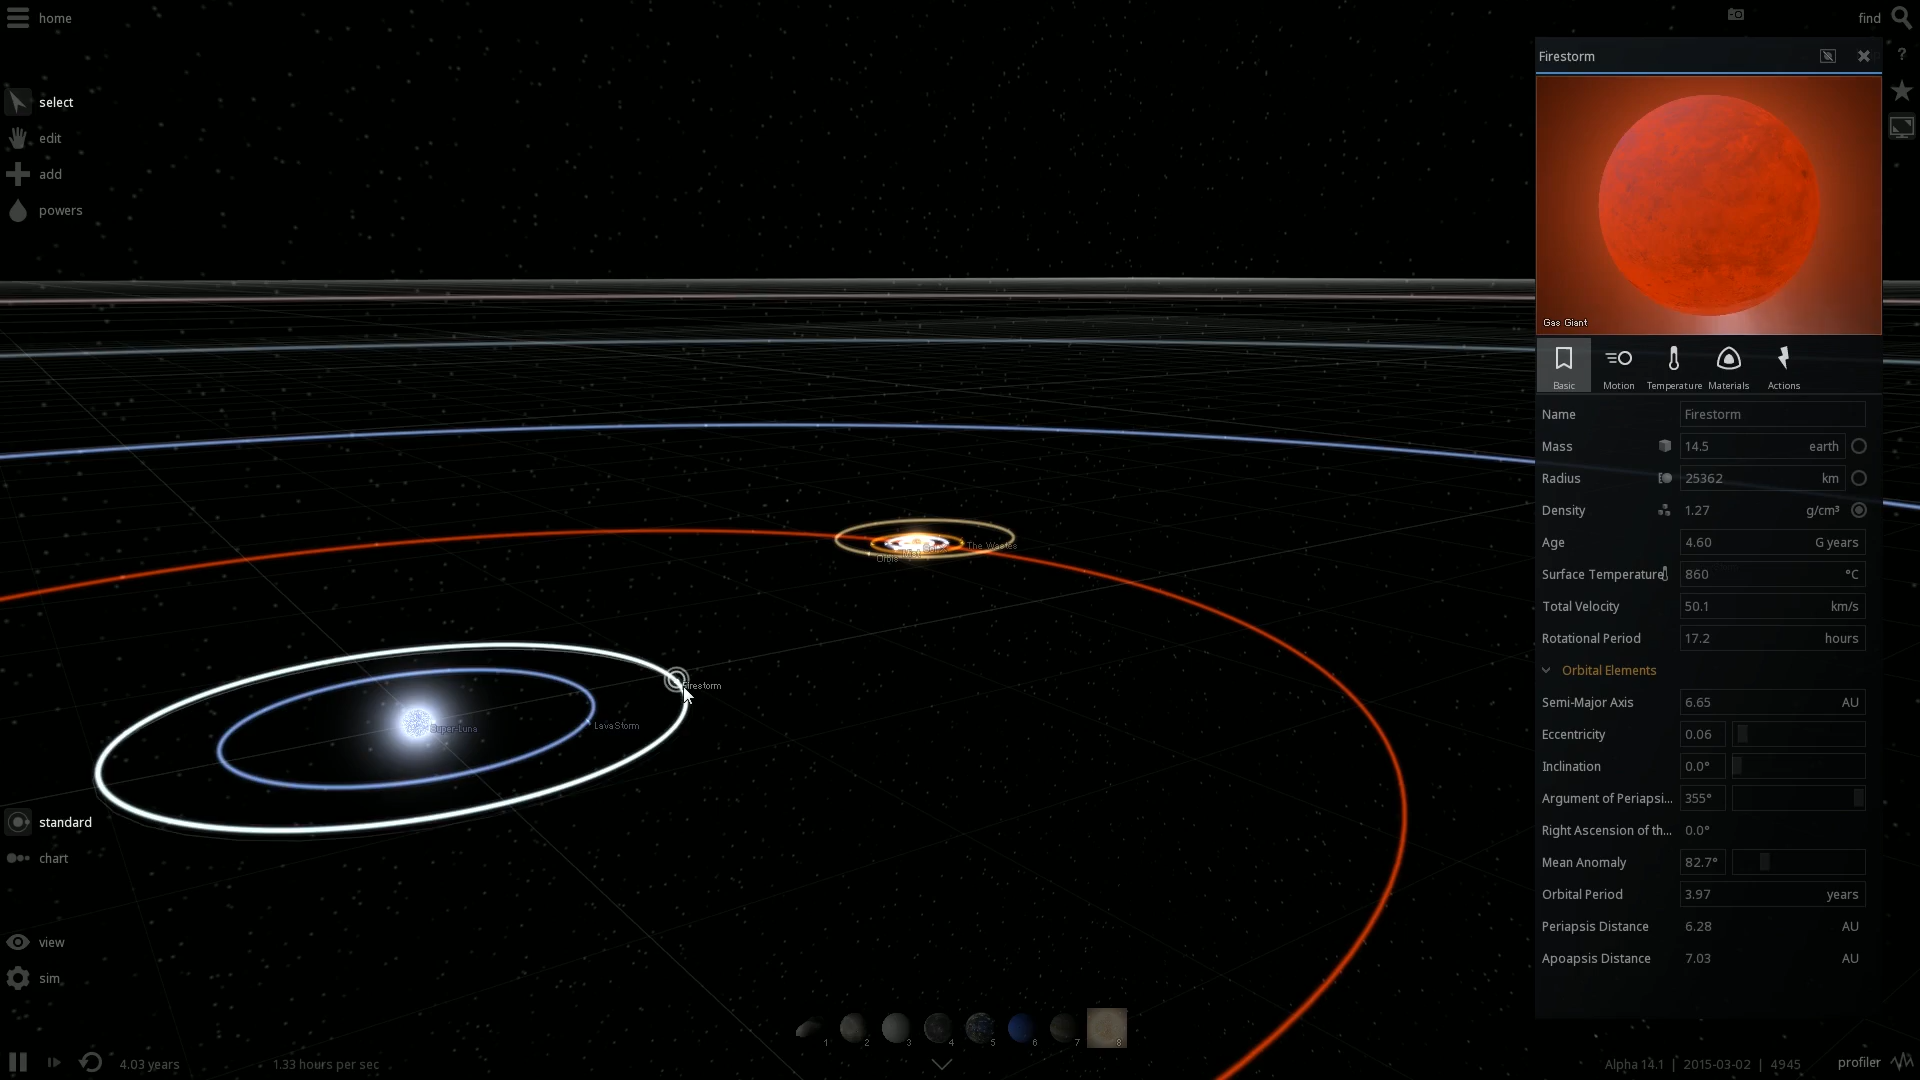 home
find
Firestorm
?
select
edit
add
powers
Gas Giant
Basic
Motion
Temperature
Materials
Actions
Name Firestorm
Mass 14.5 earth
Radius 25362 km
Density 1.27 g/cm³
Age 4.60 G years
Surface Temperature 860 °C
Total Velocity 50.1 km/s
Rotational Period 17.2 hours
Orbital Elements
Semi-Major Axis 6.65 AU
Eccentricity 0.06
Inclination 0.0°
Argument of Periapsi... 355°
Right Ascension of th... 0.0°
Mean Anomaly 82.7°
Orbital Period 3.97 years
Periapsis Distance 6.28 AU
Apoapsis Distance 7.03 AU
The Wastes
Firestorm
LavaStorm
Super-Luna
standard
chart
view
sim
1 2 3 4 5 6 7 8
4.03 years
1.33 hours per sec
Alpha 14.1 | 2015-03-02 | 4945
profiler